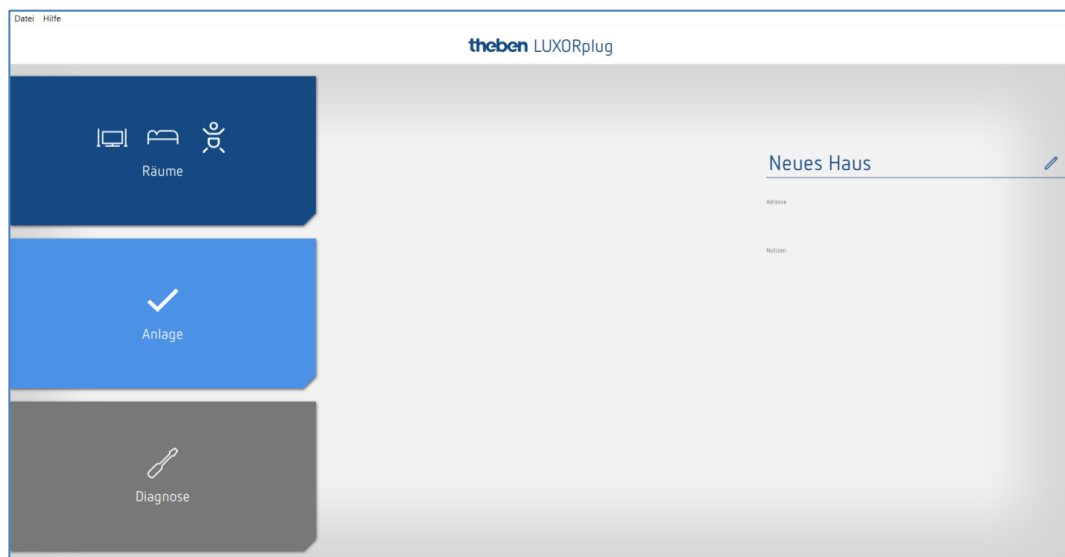 Datei Hilfe
theben LUXORplug
Räume
Neues Haus
Adresse
Notizen
Anlage
Diagnose